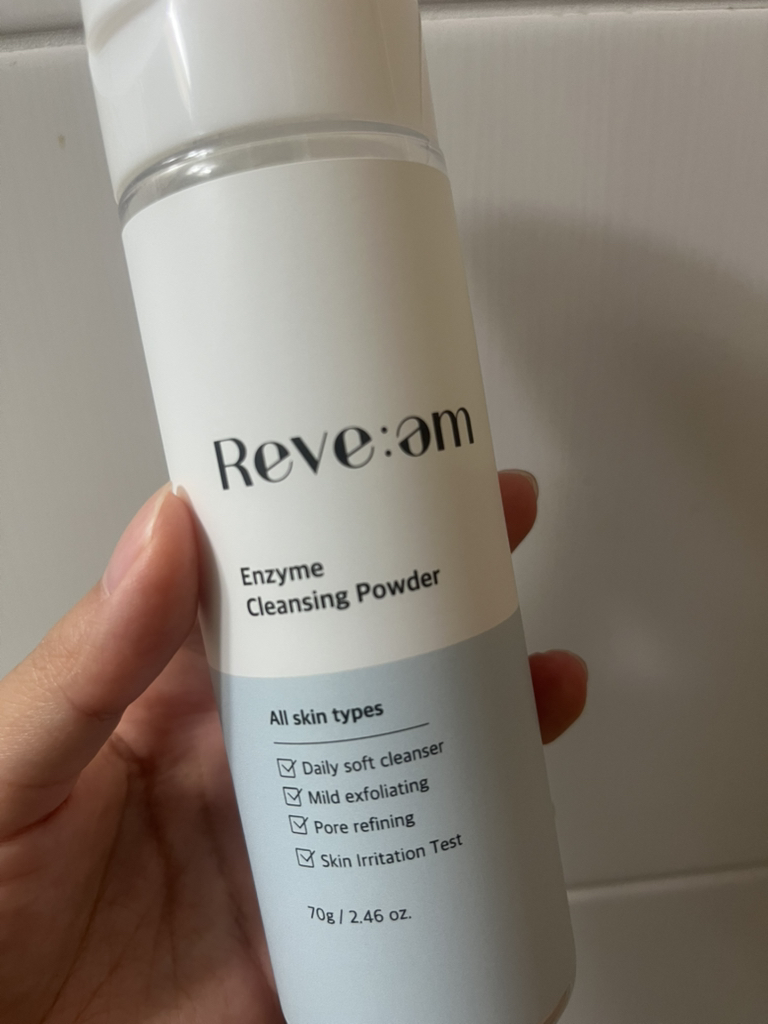 Reve:əm
Enzyme
Cleansing Powder
All skin types
Daily soft cleanser
Mild exfoliating
Pore refining
Skin Irritation Test
70g / 2.46 oz.